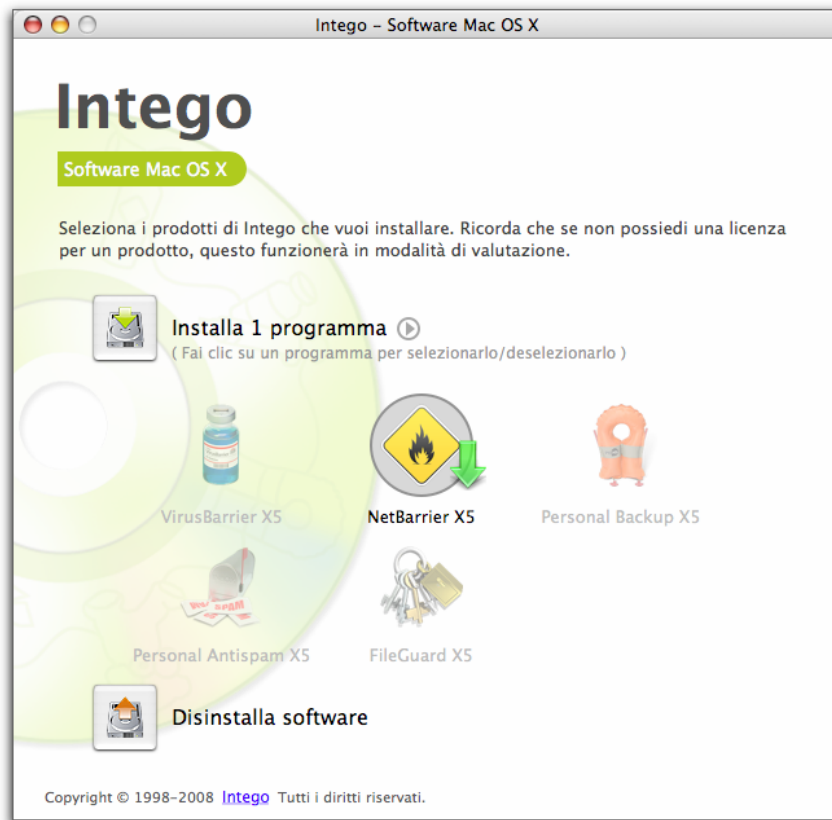 Intego – Software Mac OS X
Intego
Software Mac OS X
Seleziona i prodotti di Intego che vuoi installare. Ricorda che se non possiedi una licenza
per un prodotto, questo funzionerà in modalità di valutazione.
Installa 1 programma
( Fai clic su un programma per selezionarlo/deselezionarlo )
VirusBarrier X5
NetBarrier X5
Personal Backup X5
SPAM
Personal Antispam X5
FileGuard X5
Disinstalla software
Copyright © 1998–2008 Intego Tutti i diritti riservati.